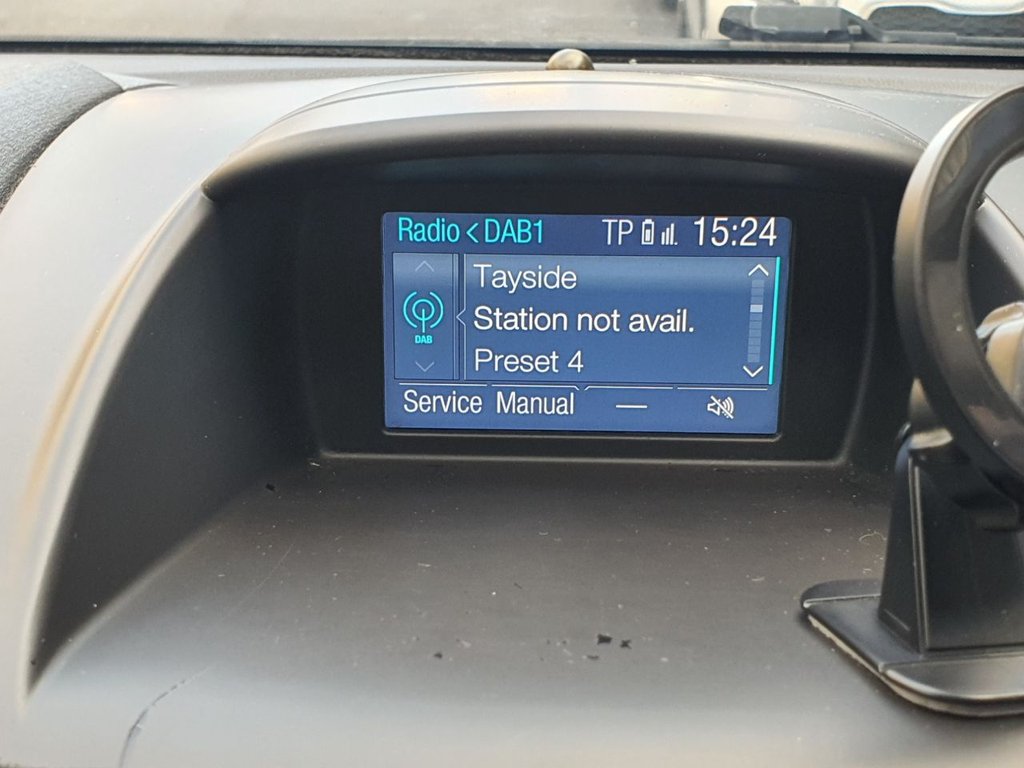 Radio < DAB1 TP 15:24
Tayside
DAB
Station not avail.
Preset 4
Service Manual